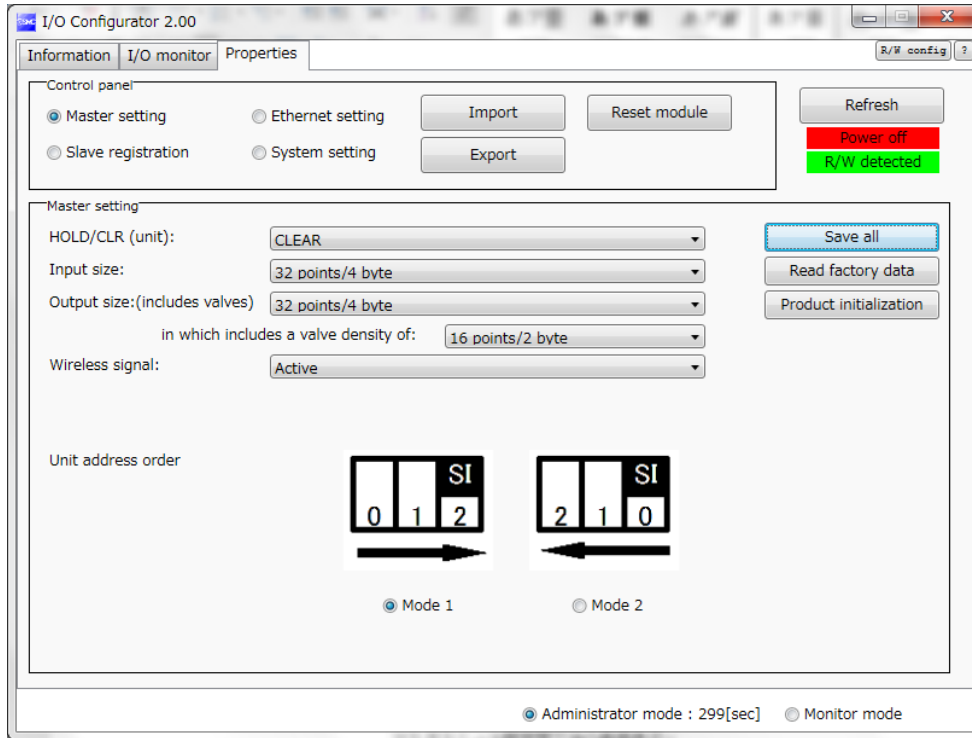 SMC I/O Configurator 2.00
Information I/O monitor Properties R/W config ?
Control panel
Master setting Ethernet setting Import Reset module Refresh
Power off
Slave registration System setting Export R/W detected
Master setting
HOLD/CLR (unit): CLEAR Save all
Input size: 32 points/4 byte Read factory data
Output size:(includes valves) 32 points/4 byte Product initialization
in which includes a valve density of: 16 points/2 byte
Wireless signal: Active
Unit address order
SI SI
0 1 2 2 1 0
Mode 1 Mode 2
Administrator mode : 299[sec] Monitor mode